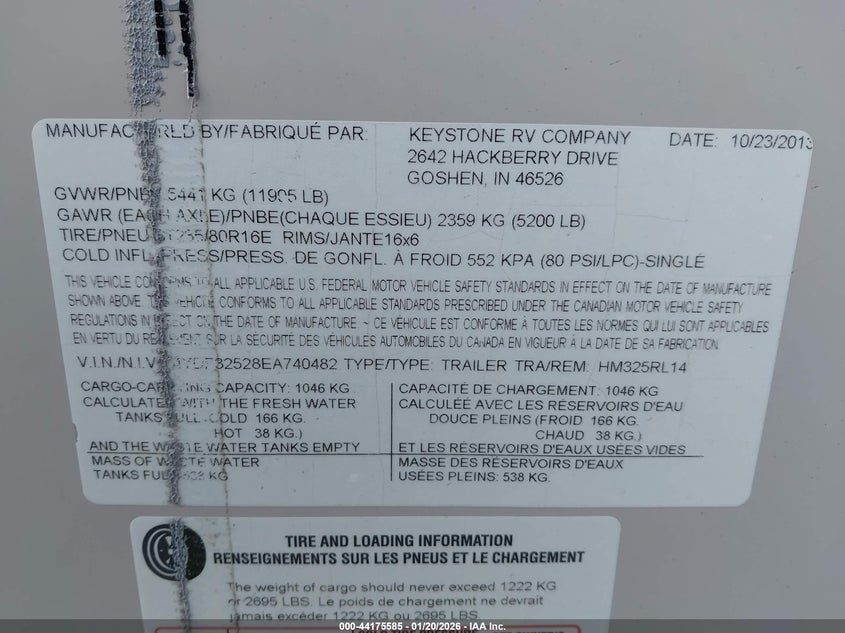 MANUFACTURED BY/FABRIQUÉ PAR: KEYSTONE RV COMPANY DATE: 10/23/2013
2642 HACKBERRY DRIVE
GOSHEN, IN 46526
GVWR/PNBV 5441 KG (11995 LB)
GAWR (EACH AXLE)/PNBE(CHAQUE ESSIEU) 2359 KG (5200 LB)
TIRE/PNEU ST235/80R16E RIMS/JANTE16x6
COLD INFL. PRESS/PRESS. DE GONFL. À FROID 552 KPA (80 PSI/LPC)-SINGLE
THIS VEHICLE CONFORMS TO ALL APPLICABLE U.S. FEDERAL MOTOR VEHICLE SAFETY STANDARDS IN EFFECT ON THE DATE OF MANUFACTURE
SHOWN ABOVE. THIS VEHICLE CONFORMS TO ALL APPLICABLE STANDARDS PRESCRIBED UNDER THE CANADIAN MOTOR VEHICLE SAFETY
REGULATIONS IN EFFECT ON THE DATE OF MANUFACTURE ~ CE VÉHICULE EST CONFORME À TOUTES LES NORMES QUI LUI SONT APPLICABLES
EN VERTU DU RÈGLEMENT SUR LA SÉCURITÉ DES VÉHICULES AUTOMOBILES DU CANADA EN VIGUEUR À LA DATE DE SA FABRICATION.
V.I.N./N.I.V. 32528EA740482 TYPE/TYPE: TRAILER TRA/REM: HM325RL14
CARGO-CARRYING CAPACITY: 1046 KG
CALCULATED WITH THE FRESH WATER
TANKS FULL (COLD 166 KG.
HOT 38 KG.)
AND THE WASTE WATER TANKS EMPTY
MASS OF WASTE WATER
TANKS FULL 538 KG
CAPACITÉ DE CHARGEMENT: 1046 KG
CALCULÉE AVEC LES RÉSERVOIRS D'EAU
DOUCE PLEINS (FROID 166 KG.
CHAUD 38 KG.)
ET LES RÉSERVOIRS D'EAUX USÉES VIDES
MASSE DES RÉSERVOIRS D'EAUX
USÉES PLEINS: 538 KG.
TIRE AND LOADING INFORMATION
RENSEIGNEMENTS SUR LES PNEUS ET LE CHARGEMENT
The weight of cargo should never exceed 1222 KG
or 2695 LBS. Le poids de chargement ne devrait
jamais excéder 1222 KG ou 2695 LBS.
000-44175585 - 01/20/2026 - IAA Inc.